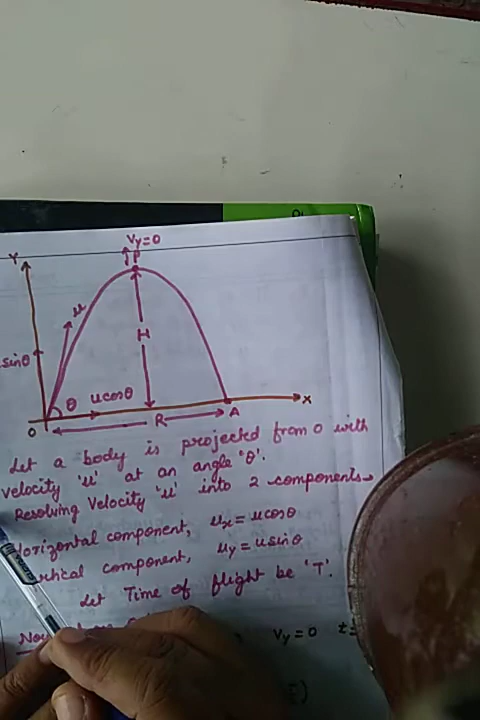 Vy=0
P
Y
u
H
usinθ
θ ucosθ
O R A X
Let a body is projected from O with
velocity 'u' at an angle 'θ'.
Resolving Velocity 'u' into 2 components
Horizontal component, ux = ucosθ
vertical component, uy = usinθ
Let Time of flight be 'T'.
Now
Vy=0 t=